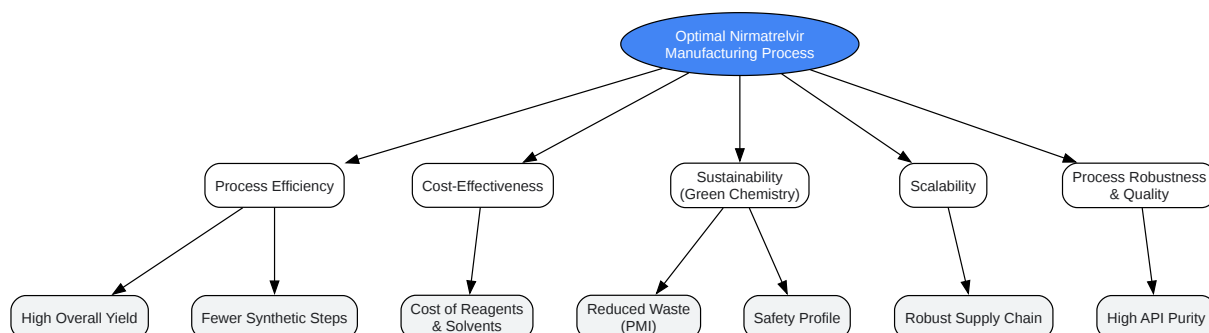 Optimal Nirmatrelvir
Manufacturing Process
Process Efficiency
Cost-Effectiveness
Sustainability
(Green Chemistry)
Scalability
Process Robustness
& Quality
High Overall Yield
Fewer Synthetic Steps
Cost of Reagents
& Solvents
Reduced Waste
(PMI)
Safety Profile
Robust Supply Chain
High API Purity